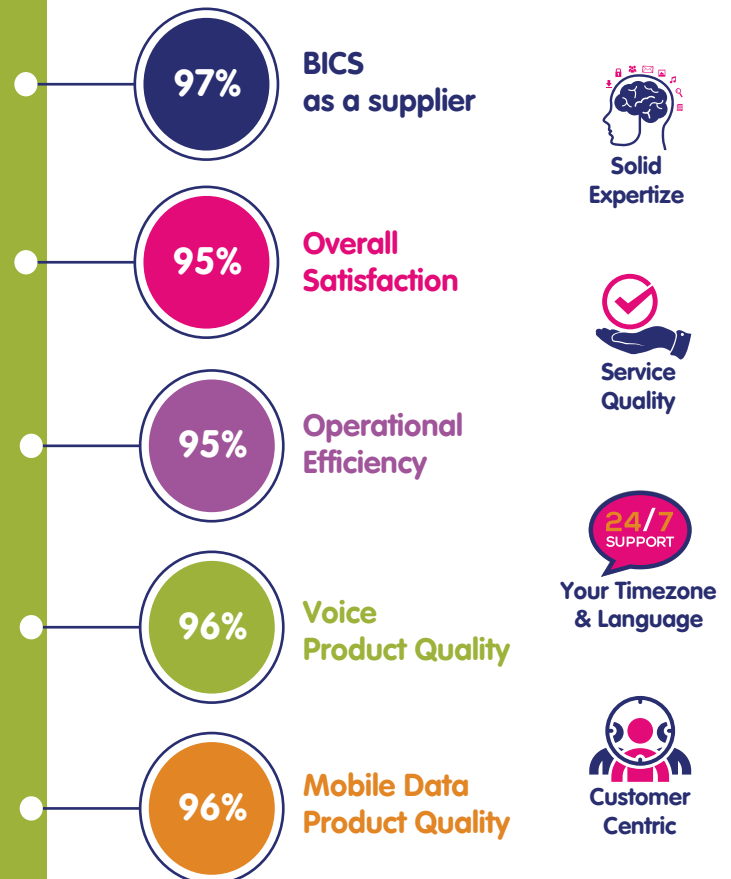 97%
BICS
as a supplier
95%
Overall
Satisfaction
95%
Operational
Efficiency
96%
Voice
Product Quality
96%
Mobile Data
Product Quality
Solid
Expertize
Service
Quality
24/7
SUPPORT
Your Timezone
& Language
Customer
Centric